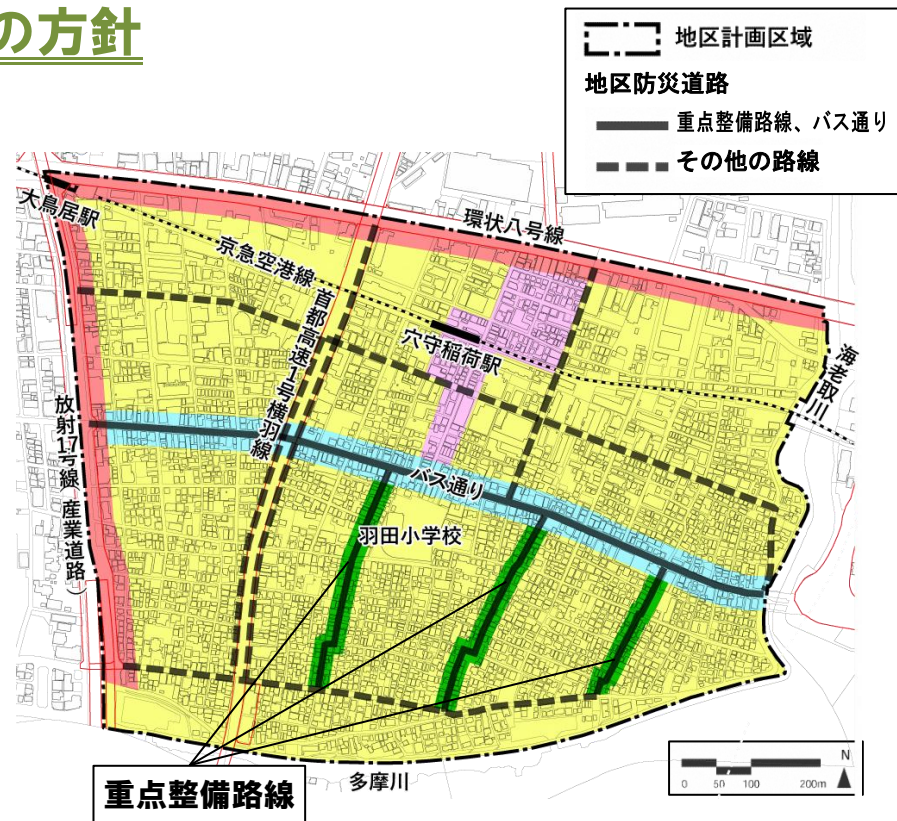 の方針
地区計画区域
地区防災道路
重点整備路線、バス通り
その他の路線
大鳥居駅
環状八号線
京急空港線
首都高速1号横羽線
穴守稲荷駅
海老取川
放射17号線
産業道路）
バス通り
羽田小学校
重点整備路線
多摩川
N
0 50 100 200m